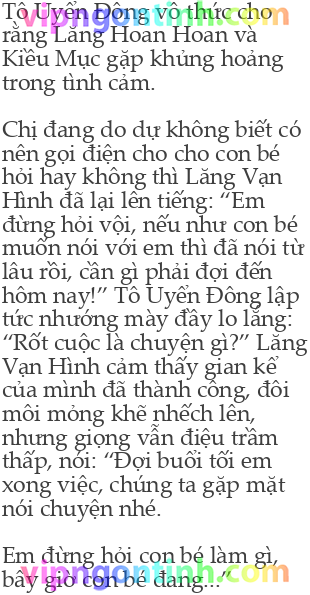 vipngontinh.com
Tô Uyển Đông vô thức cho
rằng Lăng Hoan Hoan và
Kiều Mục gặp khủng hoảng
trong tình cảm.
Chị đang do dự không biết có
nên gọi điện cho cho con bé
hỏi hay không thì Lăng Vạn
Hình đã lại lên tiếng: “Em
đừng hỏi vội, nếu như con bé
muốn nói với em thì đã nói từ
lâu rồi, cần gì phải đợi đến
hôm nay!” Tô Uyển Đông lập
tức nhướng mày đầy lo lắng:
“Rốt cuộc là chuyện gì?” Lăng
Vạn Hình cảm thấy gian kế
của mình đã thành công, đôi
môi mỏng khẽ nhếch lên,
nhưng giọng vẫn điệu trầm
thấp, nói: “Đợi buổi tối em
xong việc, chúng ta gặp mặt
nói chuyện nhé.
Em đừng hỏi con bé làm gì,
bây giờ con bé đang...”
vipngontinh.com